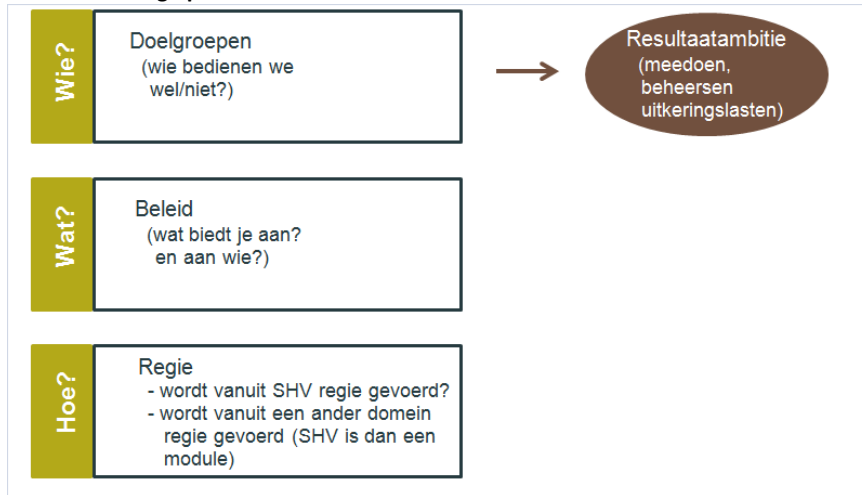 Wie?
Doelgroepen
(wie bedienen we
wel/niet?)
Resultaatambitie
(meedoen,
beheersen
uitkeringslasten)
Wat?
Beleid
(wat biedt je aan?
en aan wie?)
Hoe?
Regie
- wordt vanuit SHV regie gevoerd?
- wordt vanuit een ander domein
regie gevoerd (SHV is dan een
module)